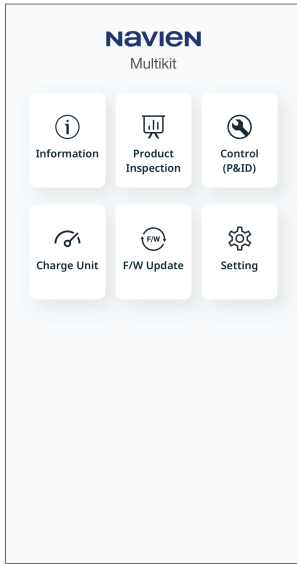 NAVIEN
Multikit
Information
Product
Inspection
Control
(P&ID)
Charge Unit
F/W
F/W Update
Setting